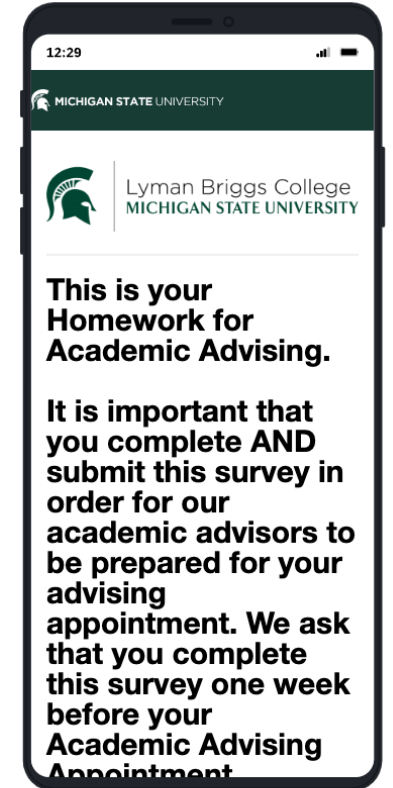 12:29
MICHIGAN STATE UNIVERSITY
Lyman Briggs College
MICHIGAN STATE UNIVERSITY
This is your
Homework for
Academic Advising.
It is important that
you complete AND
submit this survey in
order for our
academic advisors to
be prepared for your
advising
appointment. We ask
that you complete
this survey one week
before your
Academic Advising
Appointment